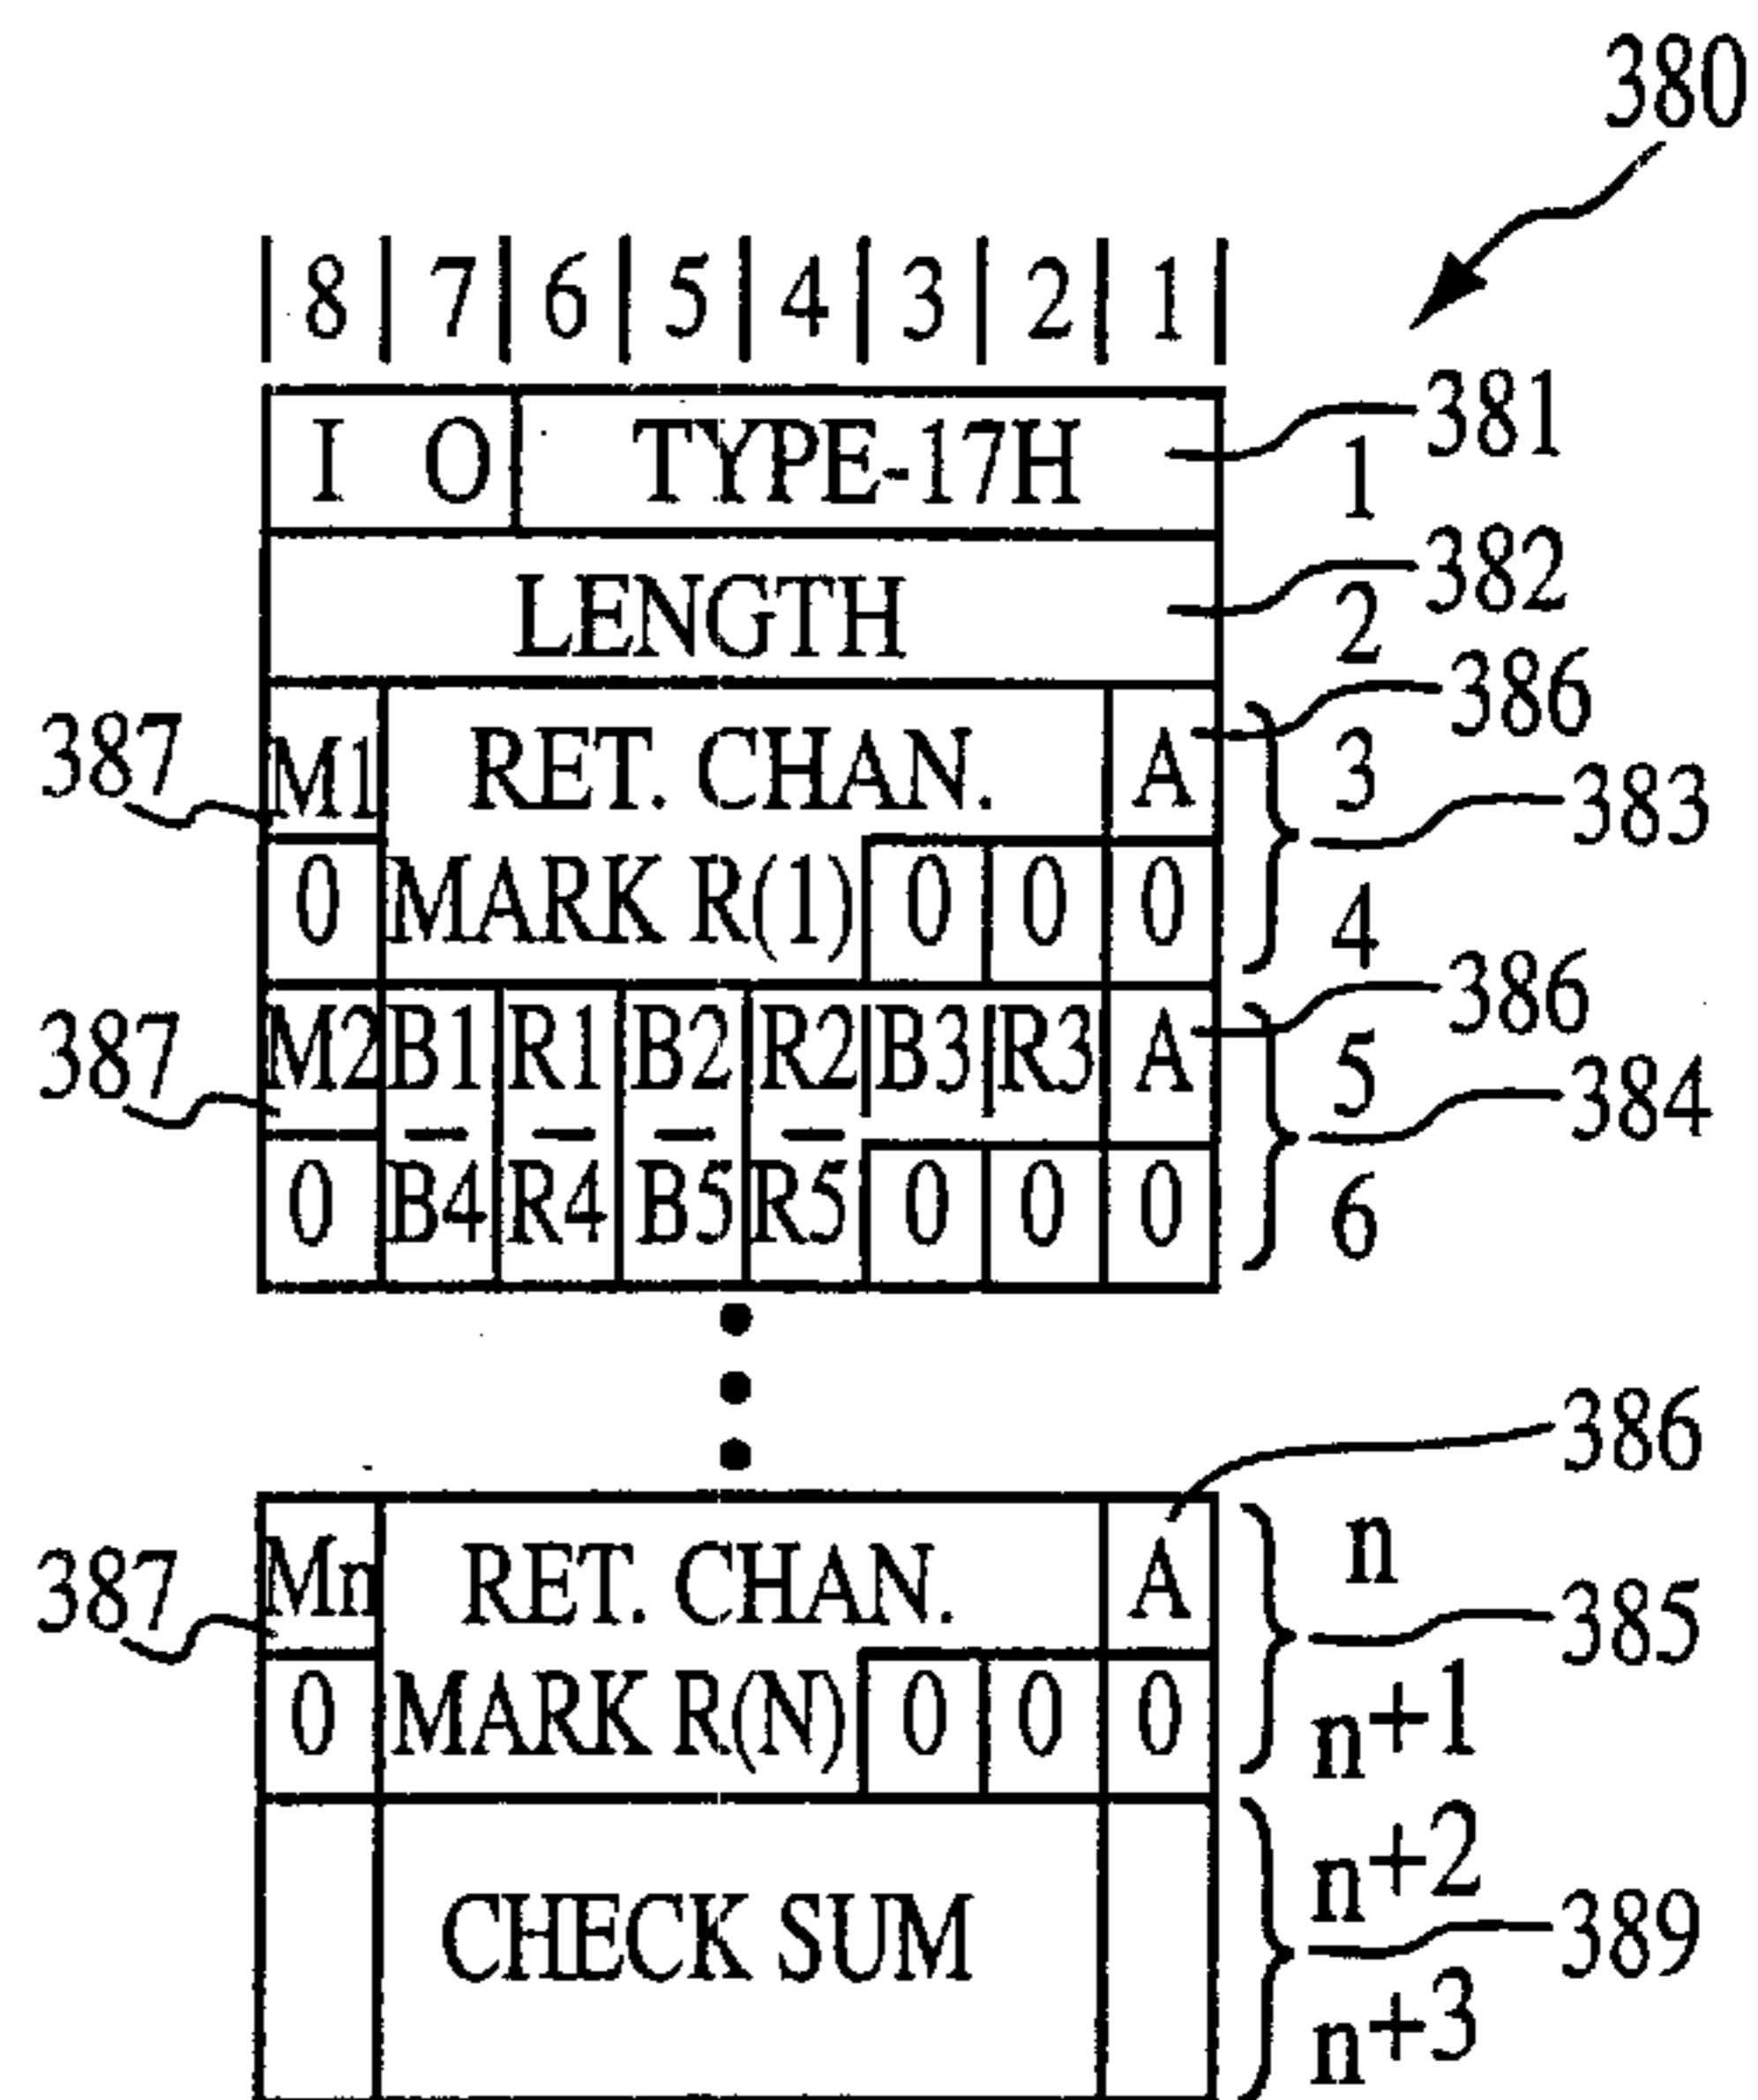 380
8 7 6 5 4 3 2 1
I O TYPE-17H 381
1
LENGTH 382
2
387 M1 RET. CHAN. A 386
3
383
0 MARK R(1) 0 0 0 4
387 M2 B1 R1 B2 R2 B3 R3 A 386
5
384
0 B4 R4 B5 R5 0 0 0 6
386
387 Mn RET. CHAN. A n
385
0 MARK R(N) 0 0 0 n+1
n+2
CHECK SUM 389
n+3